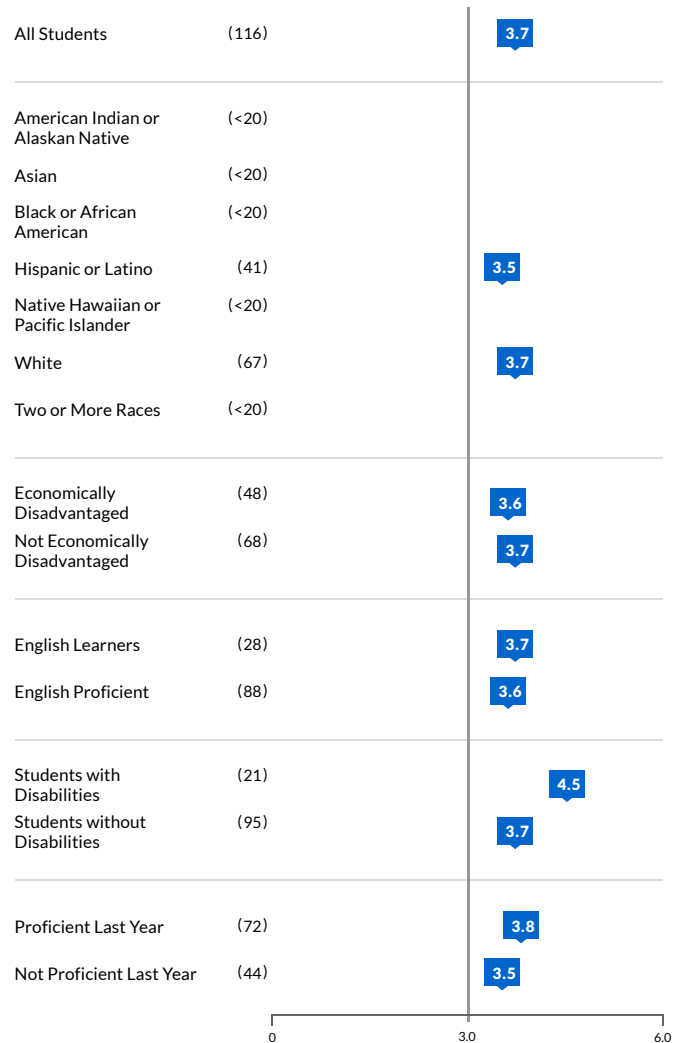 All Students (116) 3.7
American Indian or (<20)
Alaskan Native
Asian (<20)
Black or African (<20)
American
Hispanic or Latino (41) 3.5
Native Hawaiian or (<20)
Pacific Islander
White (67) 3.7
Two or More Races (<20)
Economically (48) 3.6
Disadvantaged
Not Economically (68) 3.7
Disadvantaged
English Learners (28) 3.7
English Proficient (88) 3.6
Students with (21) 4.5
Disabilities
Students without (95) 3.7
Disabilities
Proficient Last Year (72) 3.8
Not Proficient Last Year (44) 3.5
0 3.0 6.0